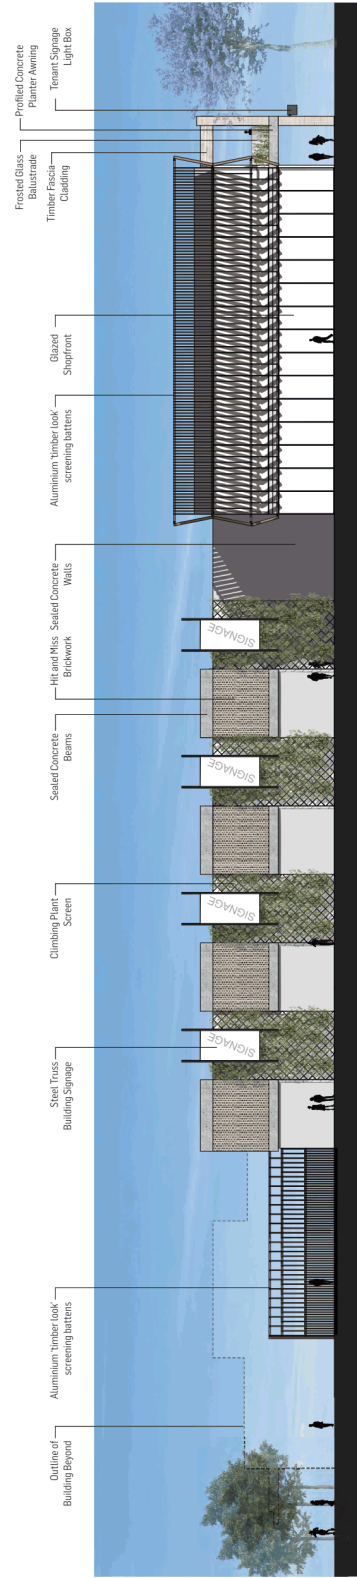 Outline of
Building Beyond
Aluminium 'timber look'
screening battens
Steel Truss
Building Signage
Climbing Plant
Screen
Sealed Concrete
Beams
Hit and Miss
Brickwork
Sealed Concrete
Walls
Aluminium 'timber look'
screening battens
Glazed
Shopfront
Timber Fascia
Cladding
Frosted Glass
Balustrade
Profiled Concrete
Planter Awning
Tenant Signage
Light Box
SIGNAGE
SIGNAGE
SIGNAGE
SIGNAGE